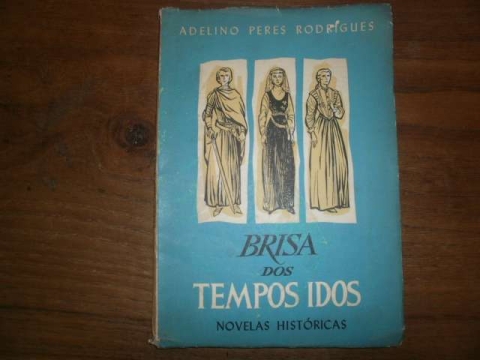 ADELINO PERES RODRIGUES
BRISA
DOS
TEMPOS IDOS
NOVELAS HISTÓRICAS